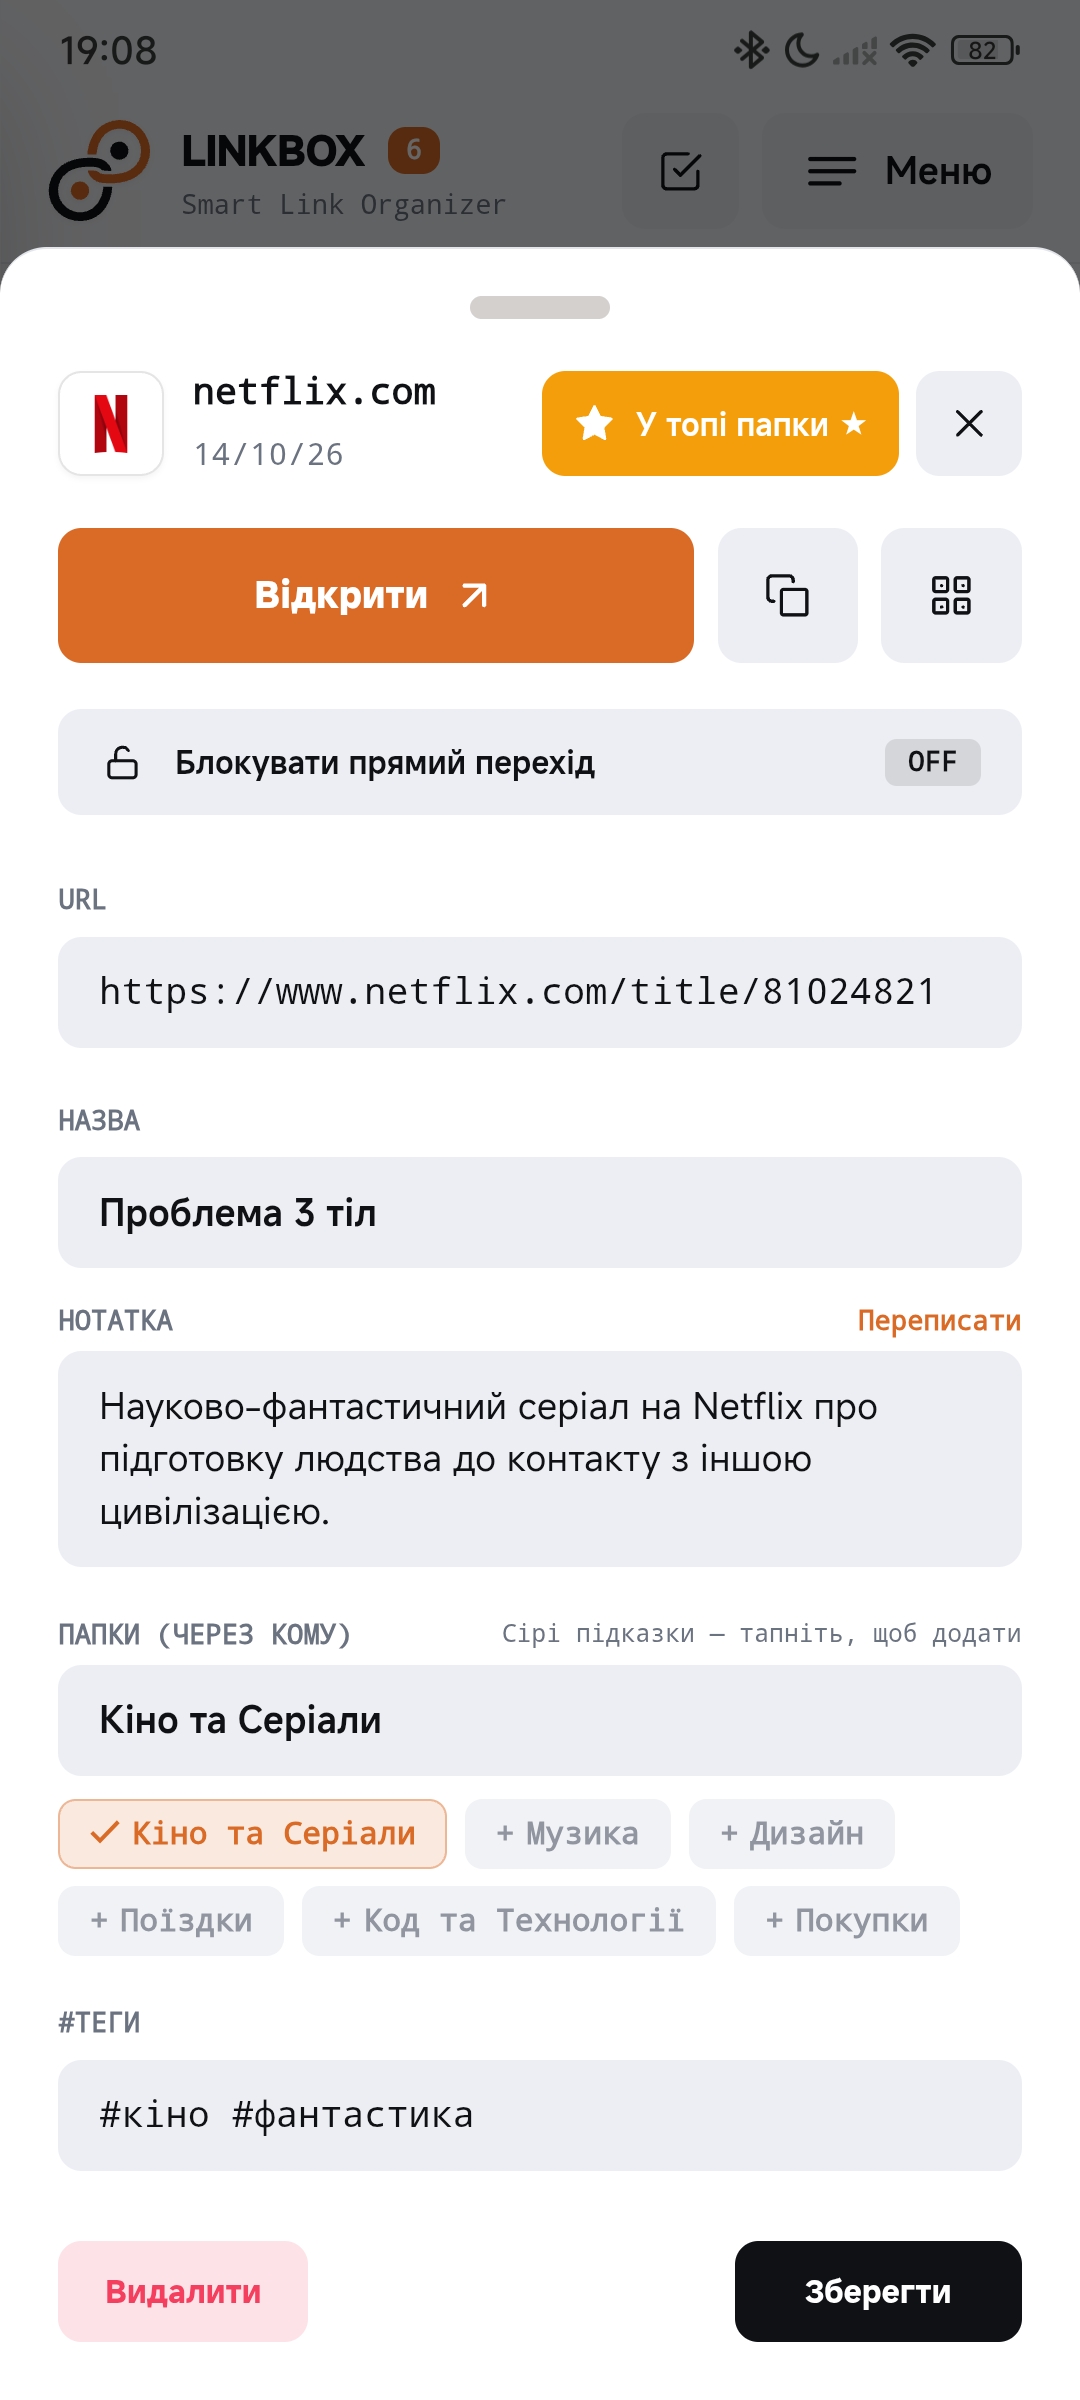 19:08
82
LINKBOX 6
Smart Link Organizer
Меню
netflix.com
14/10/26
У топі папки ★
Відкрити
Блокувати прямий перехід
OFF
URL
https://www.netflix.com/title/81024821
НАЗВА
Проблема 3 тіл
НОТАТКА
Переписати
Науково-фантастичний серіал на Netflix про
підготовку людства до контакту з іншою
цивілізацією.
ПАПКИ (ЧЕРЕЗ КОМУ)
Сірі підказки — тапніть, щоб додати
Кіно та Серіали
✓ Кіно та Серіали
+ Музика
+ Дизайн
+ Поїздки
+ Код та Технології
+ Покупки
#ТЕГИ
#кіно #фантастика
Видалити
Зберегти